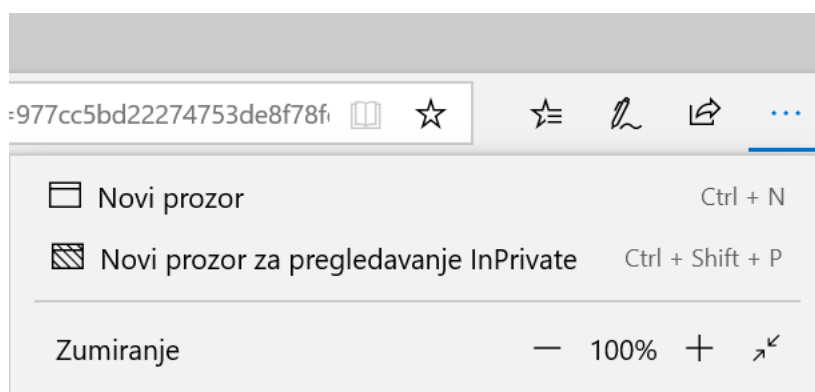 =977cc5bd22274753de8f78f
Novi prozor Ctrl + N
Novi prozor za pregledavanje InPrivate Ctrl + Shift + P
Zumiranje 100%